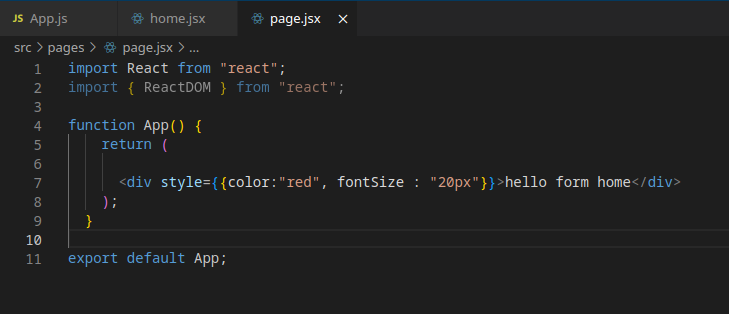 JS App.js home.jsx page.jsx ×
src > pages > page.jsx > ...
1 import React from "react";
2 import { ReactDOM } from "react";
3
4 function App() {
5 return (
6
7 <div style={{color:"red", fontSize : "20px"}}>hello form home</div>
8 );
9 }
10
11 export default App;